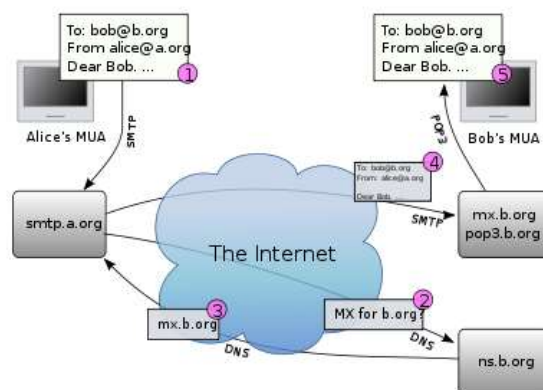 To: bob@b.org
From alice@a.org
Dear Bob. ...
1
Alice's MUA
SMTP
To: bob@b.org
From alice@a.org
Dear Bob. ...
5
Bob's MUA
POP3
To: bob@b.org
From: alice@a.org
Dear Bob. ...
4
SMTP
smtp.a.org
mx.b.org
pop3.b.org
The Internet
mx.b.org
3
DNS
MX for b.org?
2
DNS
ns.b.org